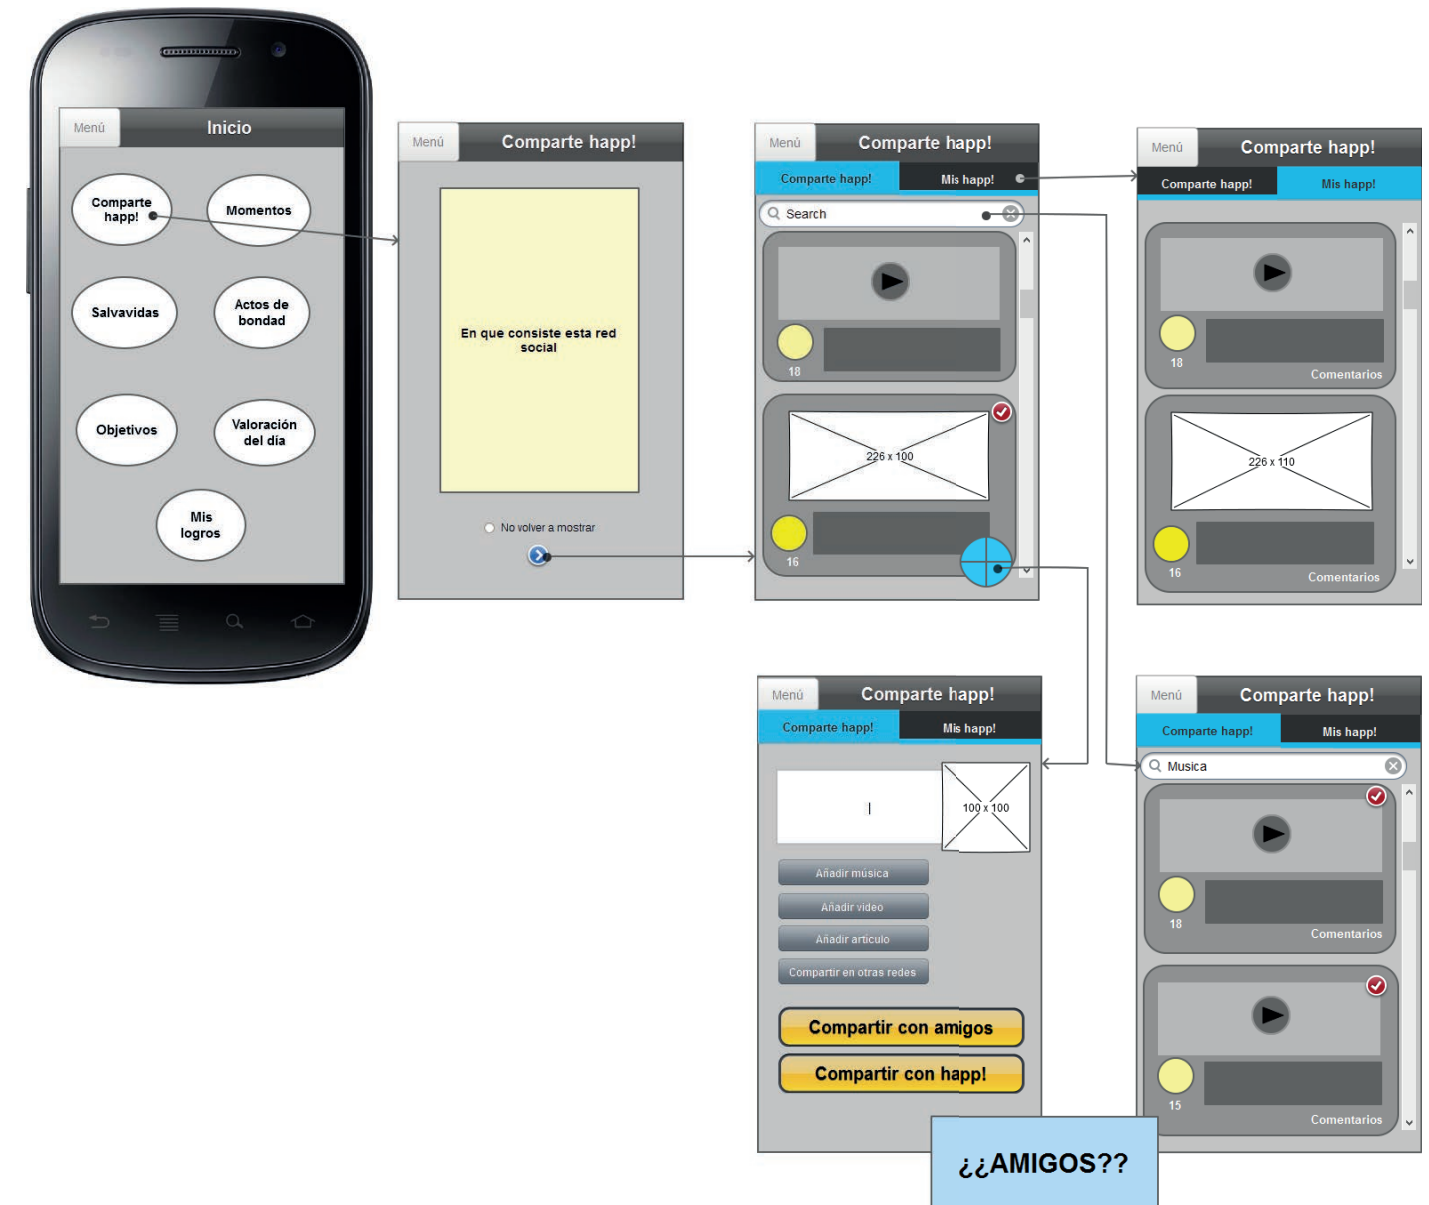 Menú
Inicio
Comparte
happ!
Momentos
Salvavidas
Actos de
bondad
Objetivos
Valoración
del día
Mis
logros
Menú
Comparte happ!
En que consiste esta red
social
No volver a mostrar
Menú
Comparte happ!
Comparte happ!
Mis happ!
Search
18
226 x 100
16
Menú
Comparte happ!
Comparte happ!
Mis happ!
18
Comentarios
226 x 110
16
Comentarios
Menú
Comparte happ!
Comparte happ!
Mis happ!
100 x 100
Añadir música
Añadir video
Añadir articulo
Compartir en otras redes
Compartir con amigos
Compartir con happ!
¿¿AMIGOS??
Menú
Comparte happ!
Comparte happ!
Mis happ!
Musica
18
Comentarios
15
Comentarios